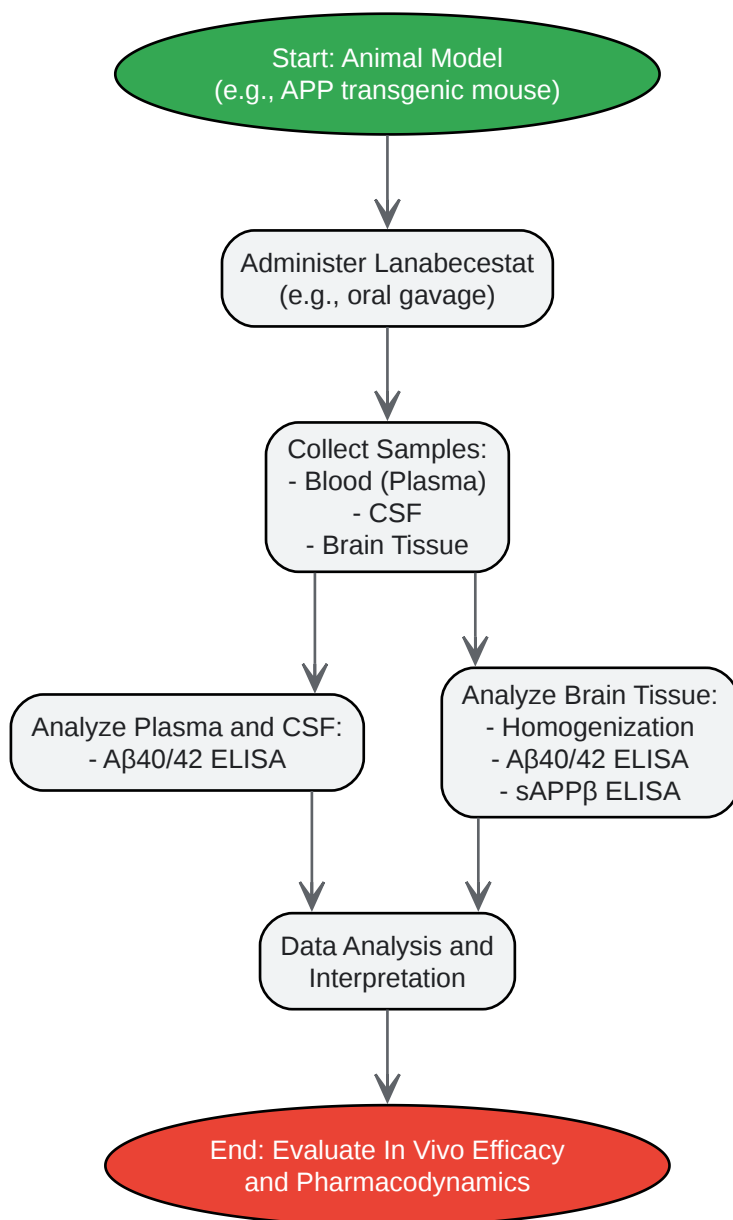 Start: Animal Model
(e.g., APP transgenic mouse)
Administer Lanabecestat
(e.g., oral gavage)
Collect Samples:
- Blood (Plasma)
- CSF
- Brain Tissue
Analyze Plasma and CSF:
- Aβ40/42 ELISA
Analyze Brain Tissue:
- Homogenization
- Aβ40/42 ELISA
- sAPPβ ELISA
Data Analysis and
Interpretation
End: Evaluate In Vivo Efficacy
and Pharmacodynamics